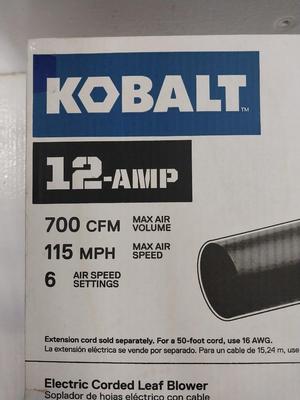 KOBALT™
12-AMP
700 CFM MAX AIR VOLUME
115 MPH MAX AIR SPEED
6 AIR SPEED SETTINGS
Extension cord sold separately. For a 50-foot cord, use 16 AWG.
La extensión eléctrica se vende por separado. Para un cable de 15,24 m, use
Electric Corded Leaf Blower
Soplador de hojas eléctrico con cable